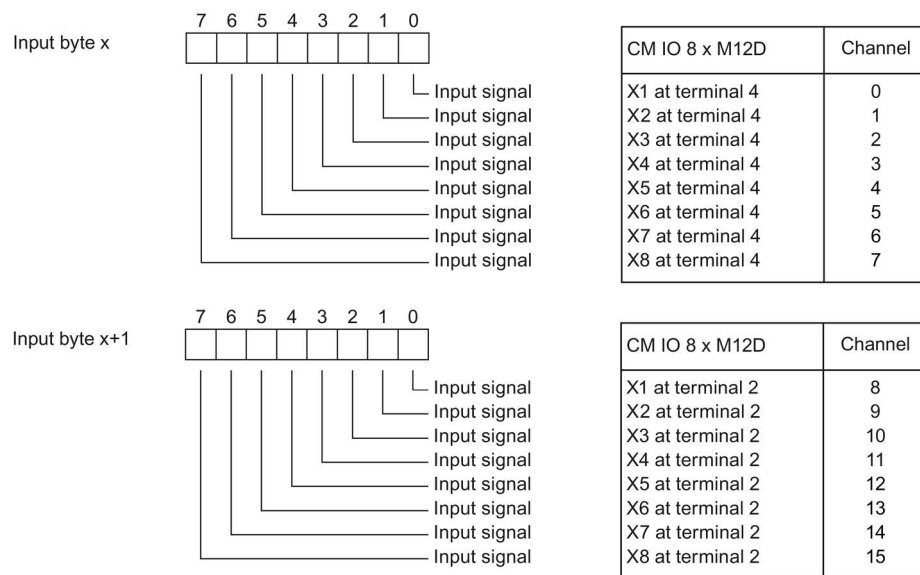 7 6 5 4 3 2 1 0
Input byte x
CM IO 8 x M12D Channel
Input signal X1 at terminal 4 0
Input signal X2 at terminal 4 1
Input signal X3 at terminal 4 2
Input signal X4 at terminal 4 3
Input signal X5 at terminal 4 4
Input signal X6 at terminal 4 5
Input signal X7 at terminal 4 6
Input signal X8 at terminal 4 7
7 6 5 4 3 2 1 0
Input byte x+1
CM IO 8 x M12D Channel
Input signal X1 at terminal 2 8
Input signal X2 at terminal 2 9
Input signal X3 at terminal 2 10
Input signal X4 at terminal 2 11
Input signal X5 at terminal 2 12
Input signal X6 at terminal 2 13
Input signal X7 at terminal 2 14
Input signal X8 at terminal 2 15